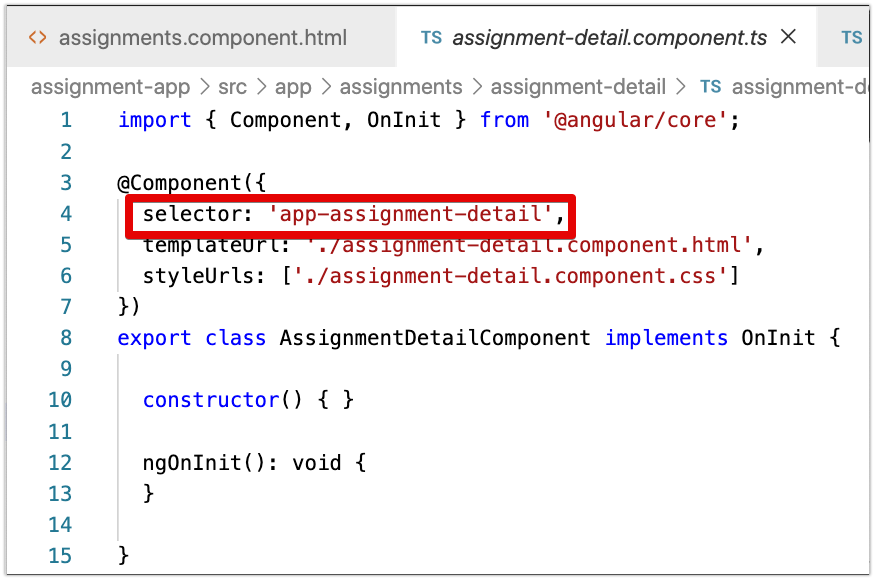 <> assignments.component.html TS assignment-detail.component.ts × TS
assignment-app > src > app > assignments > assignment-detail > TS
1 import { Component, OnInit } from '@angular/core';
2
3 @Component({
4 selector: 'app-assignment-detail',
5 templateUrl: './assignment-detail.component.html',
6 styleUrls: ['./assignment-detail.component.css']
7 })
8 export class AssignmentDetailComponent implements OnInit {
9
10 constructor() { }
11
12 ngOnInit(): void {
13 }
14
15 }